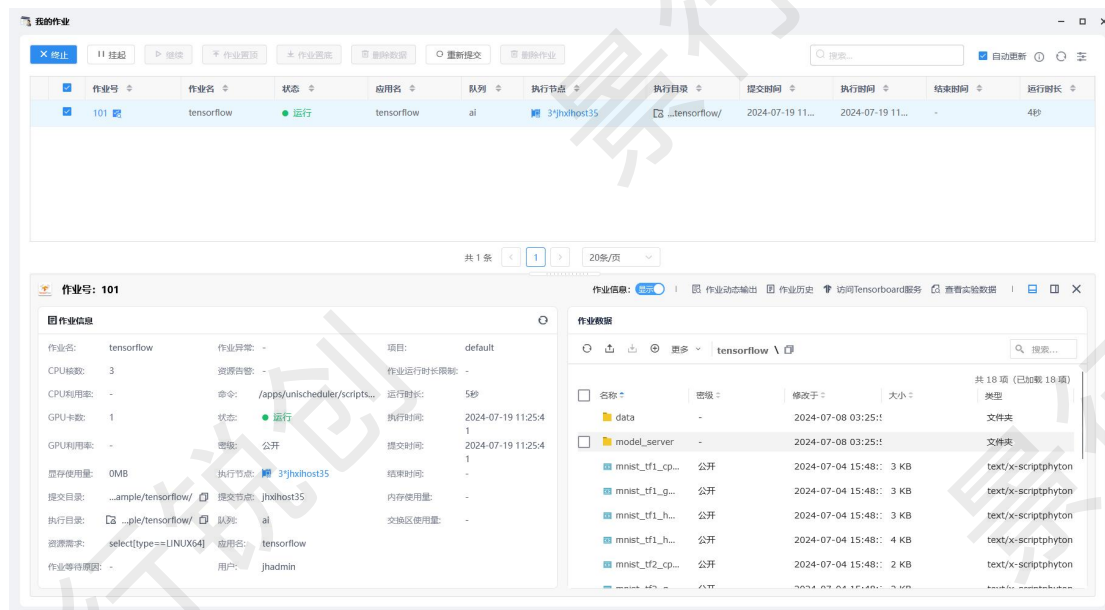 我的作业
终止 挂起 继续 作业置顶 作业置底 删除数据 重新提交 删除作业 搜索... 自动更新
作业号 作业名 状态 应用名 队列 执行节点 执行目录 提交时间 执行时间 结束时间 运行时长
101 tensorflow 运行 tensorflow ai 3*jhxihost35 ...tensorflow/ 2024-07-19 11... 2024-07-19 11... - 4秒
共 1 条 1 20条/页
作业号: 101 作业信息: 显示 作业动态输出 作业历史 访问Tensorboard服务 查看实验数据
作业信息
作业名: tensorflow 作业异常: - 项目: default
CPU核数: 3 资源告警: - 作业运行时长限制: -
CPU利用率: - 命令: /apps/unischeduler/scripts... 运行时长: 5秒
GPU卡数: 1 状态: 运行 执行时间: 2024-07-19 11:25:41
GPU利用率: - 密级: 公开 提交时间: 2024-07-19 11:25:41
显存使用量: 0MB 执行节点: 3*jhxihost35 结束时间: -
提交目录: ...ample/tensorflow/ 提交节点: jhxihost35 内存使用量: -
执行目录: ...ple/tensorflow/ 队列: ai 交换区使用量: -
资源需求: select[type==LINUX64] 应用名: tensorflow
作业等待原因: - 用户: jhadmin
作业数据
更多 tensorflow \ 搜索...
共 18 项 (已加载 18 项)
名称 密级 修改于 大小 类型
data - 2024-07-08 03:25:! 文件夹
model_server - 2024-07-08 03:25:! 文件夹
mnist_tf1_cp... 公开 2024-07-04 15:48: 3 KB text/x-scriptphyton
mnist_tf1_g... 公开 2024-07-04 15:48: 3 KB text/x-scriptphyton
mnist_tf1_h... 公开 2024-07-04 15:48: 3 KB text/x-scriptphyton
mnist_tf1_h... 公开 2024-07-04 15:48: 4 KB text/x-scriptphyton
mnist_tf2_cp... 公开 2024-07-04 15:48: 2 KB text/x-scriptphyton
景行
行锐创